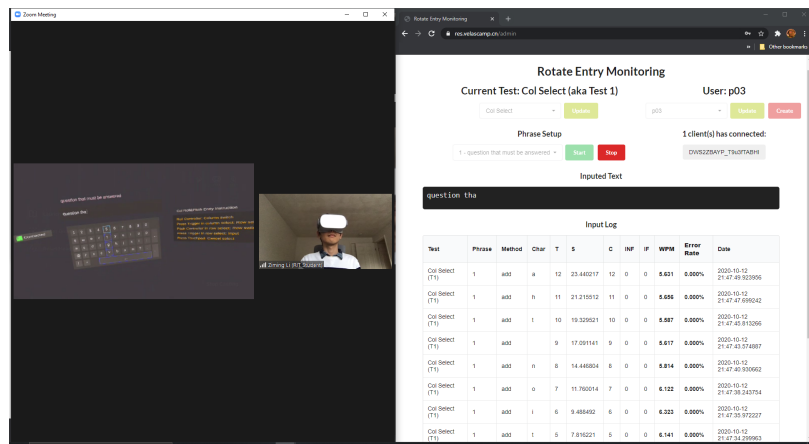 Zoom Meeting
question that must be answered
Ziming Li (RIT_Student)
Rotate Entry Monitoring
res.velascamp.cn/admin
Other bookmarks
Rotate Entry Monitoring
Current Test: Col Select (aka Test 1)
User: p03
Col Select
Update
p03
Update
Create
Phrase Setup
1 client(s) has connected:
1 - question that must be answered
Start
Stop
Inputed Text
question tha
Input Log
Test Phrase Method Char T S C INF IF WPM Error Rate Date
Col Select (T1) 1 add a 12 23.440217 12 0 0 5.631 0.000% 2020-10-12 21:47:49.923956
Col Select (T1) 1 add h 11 21.215512 11 0 0 5.656 0.000% 2020-10-12 21:47:47.699242
Col Select (T1) 1 add t 10 19.329521 10 0 0 5.587 0.000% 2020-10-12 21:47:45.813266
Col Select (T1) 1 add 9 17.091141 9 0 0 5.617 0.000% 2020-10-12 21:47:43.574887
Col Select (T1) 1 add n 8 14.446804 8 0 0 5.814 0.000% 2020-10-12 21:47:40.930662
Col Select (T1) 1 add o 7 11.760014 7 0 0 6.122 0.000% 2020-10-12 21:47:38.243754
Col Select (T1) 1 add i 6 9.488492 6 0 0 6.323 0.000% 2020-10-12 21:47:35.972227
Col Select (T1) 1 add t 5 7.816221 5 0 0 6.141 0.000% 2020-10-12 21:47:34.299963